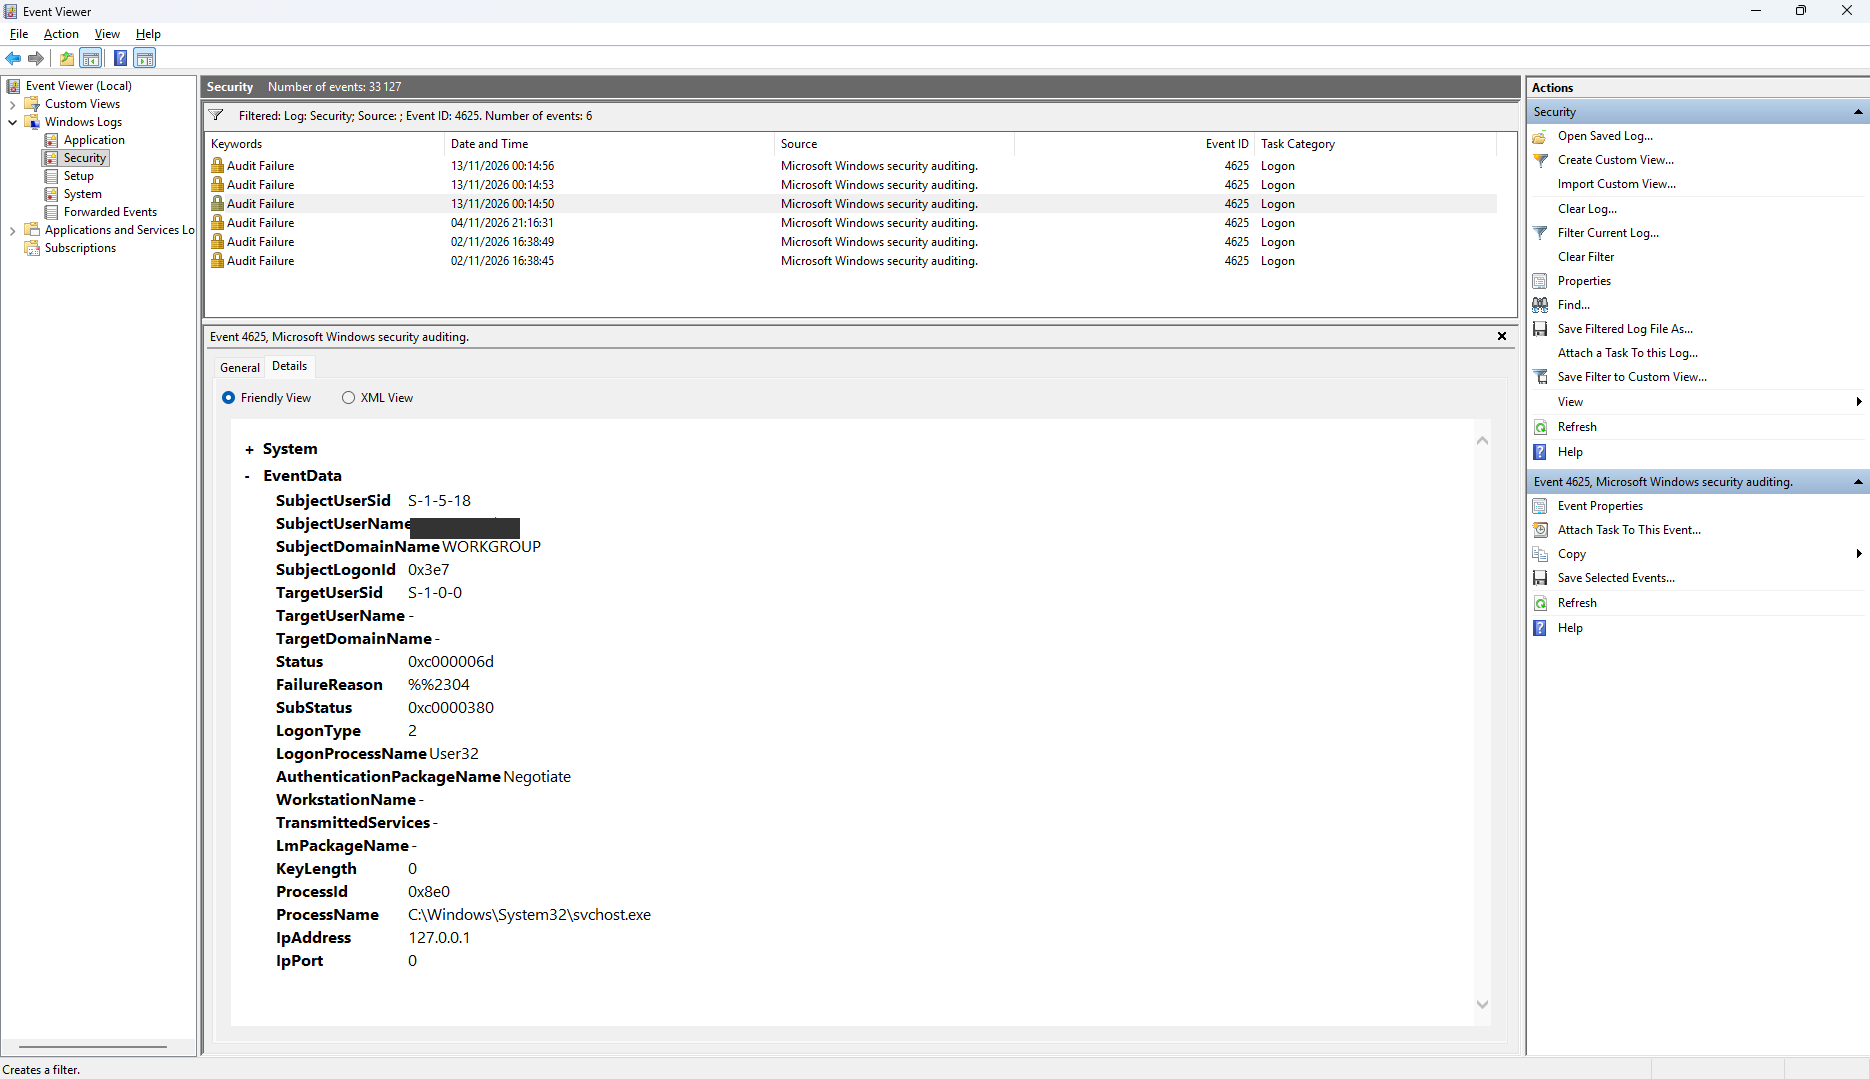 Event Viewer
File Action View Help
Event Viewer (Local)
Custom Views
Windows Logs
Application
Security
Setup
System
Forwarded Events
Applications and Services Lo
Subscriptions
Security Number of events: 33 127
Filtered: Log: Security; Source: ; Event ID: 4625. Number of events: 6
Keywords Date and Time Source Event ID Task Category
Audit Failure 13/11/2026 00:14:56 Microsoft Windows security auditing. 4625 Logon
Audit Failure 13/11/2026 00:14:53 Microsoft Windows security auditing. 4625 Logon
Audit Failure 13/11/2026 00:14:50 Microsoft Windows security auditing. 4625 Logon
Audit Failure 04/11/2026 21:16:31 Microsoft Windows security auditing. 4625 Logon
Audit Failure 02/11/2026 16:38:49 Microsoft Windows security auditing. 4625 Logon
Audit Failure 02/11/2026 16:38:45 Microsoft Windows security auditing. 4625 Logon
Event 4625, Microsoft Windows security auditing.
General Details
Friendly View XML View
+ System
- EventData
SubjectUserSid S-1-5-18
SubjectUserName
SubjectDomainName WORKGROUP
SubjectLogonId 0x3e7
TargetUserSid S-1-0-0
TargetUserName -
TargetDomainName -
Status 0xc000006d
FailureReason %%2304
SubStatus 0xc0000380
LogonType 2
LogonProcessName User32
AuthenticationPackageName Negotiate
WorkstationName -
TransmittedServices -
LmPackageName -
KeyLength 0
ProcessId 0x8e0
ProcessName C:\Windows\System32\svchost.exe
IpAddress 127.0.0.1
IpPort 0
Actions
Security
Open Saved Log...
Create Custom View...
Import Custom View...
Clear Log...
Filter Current Log...
Clear Filter
Properties
Find...
Save Filtered Log File As...
Attach a Task To this Log...
Save Filter to Custom View...
View
Refresh
Help
Event 4625, Microsoft Windows security auditing.
Event Properties
Attach Task To This Event...
Copy
Save Selected Events...
Refresh
Help
Creates a filter.